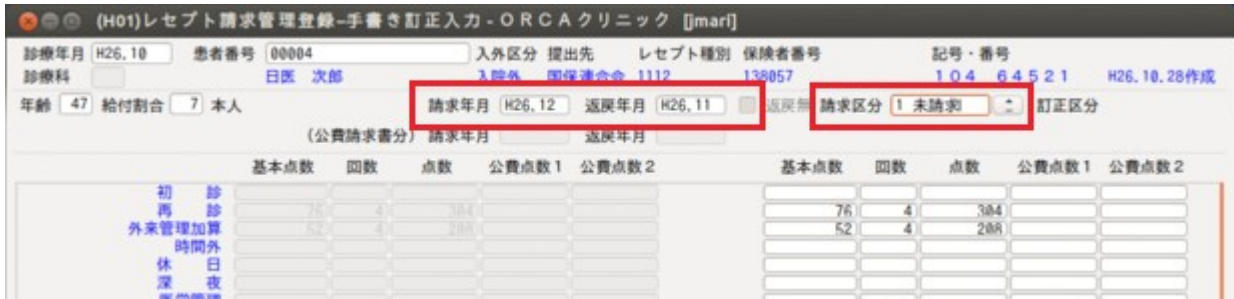 (H01)レセプト請求管理登録-手書き訂正入力 - ORCAクリニック [jmari]
診療年月 H26.10 患者番号 00004 入外区分 提出先 レセプト種別 保険者番号 記号・番号
診療科 日医 次郎 入院外 国保連合会 1112 138057 104 64521 H26.10.28作成
年齢 47 給付割合 7 本人 請求年月 H26.12 返戻年月 H26.11 返戻無 請求区分 1 未請求 訂正区分
(公費請求書分) 請求年月 返戻年月
基本点数 回数 点数 公費点数1 公費点数2 基本点数 回数 点数 公費点数1 公費点数2
初 診
再 診 76 4 304 76 4 304
外来管理加算 52 4 208 52 4 208
時間外
休 日
深 夜
医学管理